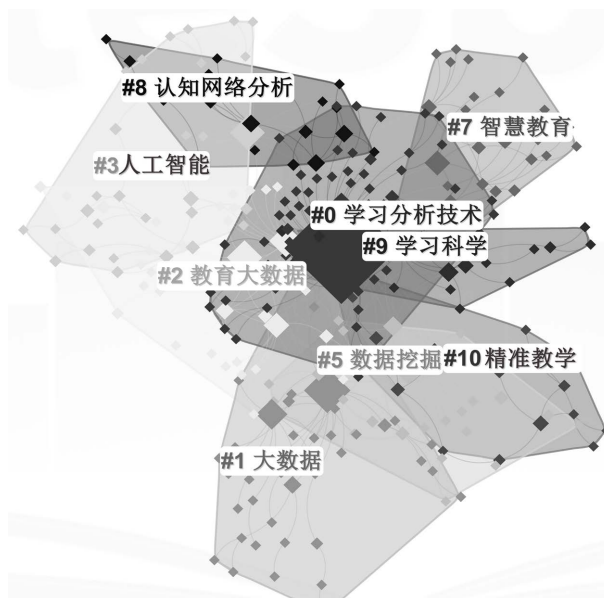 #8 认知网络分析
#7 智慧教育
#3人工智能
#0 学习分析技术
#9 学习科学
#2 教育大数据
#5 数据挖掘
#10 精准教学
#1 大数据